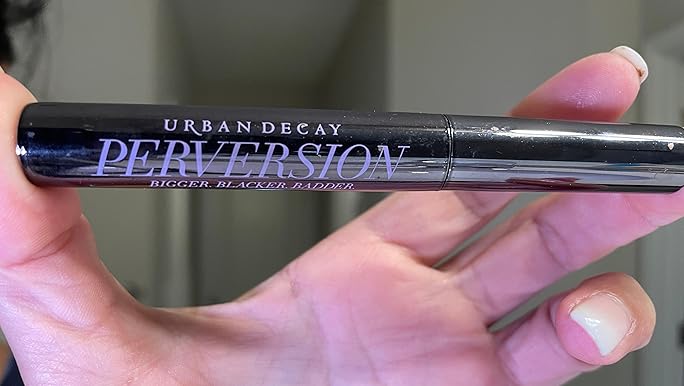 URBAN DECAY
PERVERSION
BIGGER. BLACKER. BADDER.